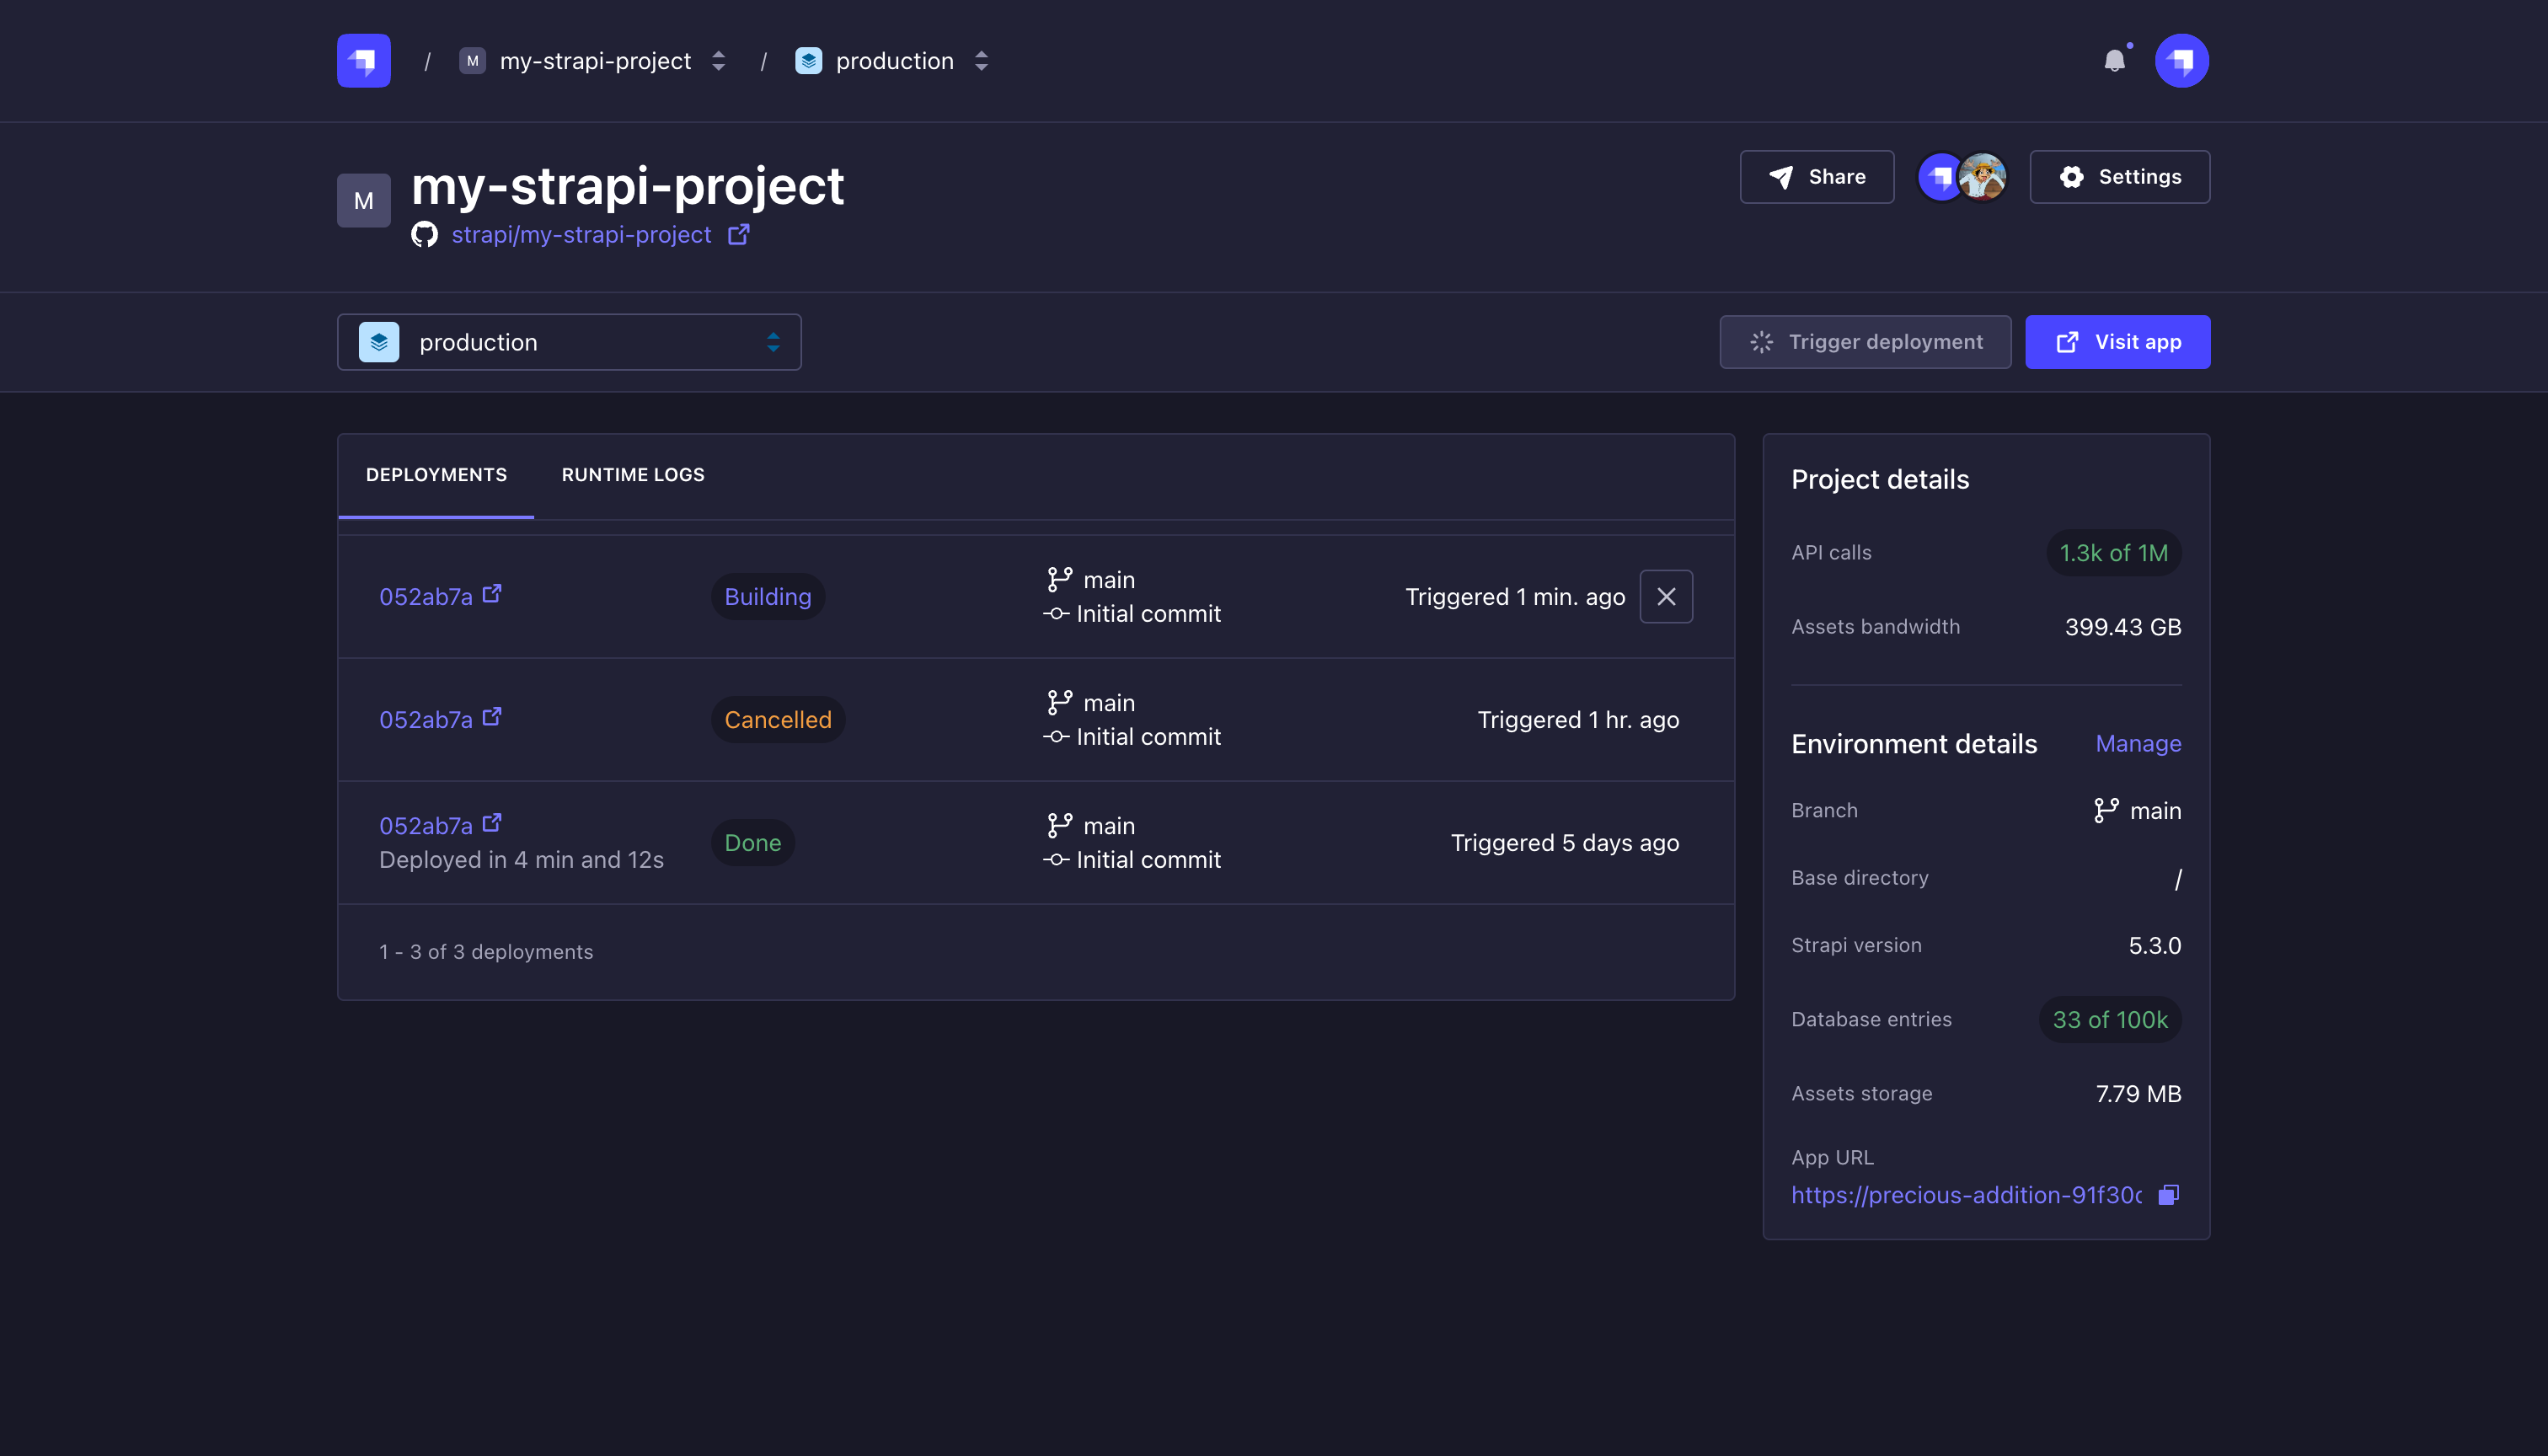 / M my-strapi-project / production
M
my-strapi-project
strapi/my-strapi-project
Share
Settings
production
Trigger deployment
Visit app
DEPLOYMENTS
RUNTIME LOGS
052ab7a
Building
main
Initial commit
Triggered 1 min. ago
052ab7a
Cancelled
main
Initial commit
Triggered 1 hr. ago
052ab7a
Deployed in 4 min and 12s
Done
main
Initial commit
Triggered 5 days ago
1 - 3 of 3 deployments
Project details
API calls
1.3k of 1M
Assets bandwidth
399.43 GB
Environment details
Manage
Branch
main
Base directory
/
Strapi version
5.3.0
Database entries
33 of 100k
Assets storage
7.79 MB
App URL
https://precious-addition-91f30